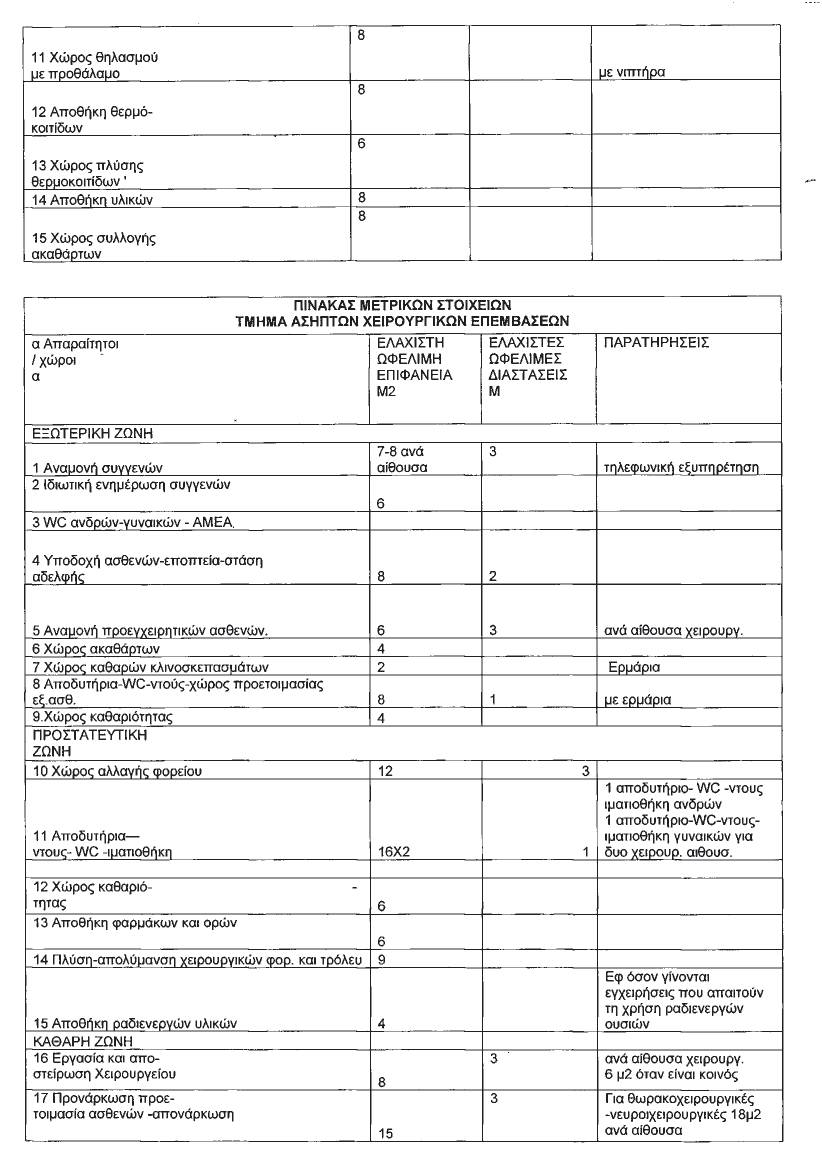 8
11 Χώρος θηλασμού
με προθάλαμο
με νιπτήρα
8
12 Αποθήκη θερμό-
κοιτίδων
6
13 Χώρος πλύσης
θερμοκοιτίδων '
14 Αποθήκη υλικών 8
8
15 Χώρος συλλογής
ακαθάρτων
ΠΙΝΑΚΑΣ ΜΕΤΡΙΚΩΝ ΣΤΟΙΧΕΙΩΝ
ΤΜΗΜΑ ΑΣΗΠΤΩΝ ΧΕΙΡΟΥΡΓΙΚΩΝ ΕΠΕΜΒΑΣΕΩΝ
α Απαραίτητοι
/ χώροι
α
ΕΛΑΧΙΣΤΗ
ΩΦΕΛΙΜΗ
ΕΠΙΦΑΝΕΙΑ
Μ2
ΕΛΑΧΙΣΤΕΣ
ΩΦΕΛΙΜΕΣ
ΔΙΑΣΤΑΣΕΙΣ
Μ
ΠΑΡΑΤΗΡΗΣΕΙΣ
ΕΞΩΤΕΡΙΚΗ ΖΩΝΗ
1 Αναμονή συγγενών
7-8 ανά
αίθουσα
3
τηλεφωνική εξυπηρέτηση
2 Ιδιωτική ενημέρωση συγγενών
6
3 WC ανδρών-γυναικών - ΑΜΕΑ.
4 Υποδοχή ασθενών-εποπτεία-στάση
αδελφής 8 2
5 Αναμονή προεγχειρητικών ασθενών. 6 3 ανά αίθουσα χειρουργ.
6 Χώρος ακαθάρτων 4
7 Χώρος καθαρών κλινοσκεπασμάτων 2 Ερμάρια
8 Αποδυτήρια-WC-ντούς-χώρος προετοιμασίας
εξ.ασθ. 8 1 με ερμάρια
9.Χώρος καθαριότητας 4
ΠΡΟΣΤΑΤΕΥΤΙΚΗ
ΖΩΝΗ
10 Χώρος αλλαγής φορείου 12 3
11 Αποδυτήρια—
ντους- WC -ιματιοθήκη
16Χ2
1
1 αποδυτήριο- WC -ντους
ιματιοθήκη ανδρών
1 αποδυτήριο-WC-ντους-
ιματιοθήκη γυναικών για
δυο χειρουρ. αιθουσ.
12 Χώρος καθαριό- -
τητας 6
13 Αποθήκη φαρμάκων και ορών
6
14 Πλύση-απολύμανση χειρουργικών φορ. και τρόλευ 9
15 Αποθήκη ραδιενεργών υλικών
4
Εφ όσον γίνονται
εγχειρήσεις που απαιτούν
τη χρήση ραδιενεργών
ουσιών
ΚΑΘΑΡΗ ΖΩΝΗ
16 Εργασία και απο-
στείρωση Χειρουργείου
8
3
ανά αίθουσα χειρουργ.
6 μ2 όταν είναι κοινός
17 Προνάρκωση προε-
τοιμασία ασθενών -απονάρκωση
15
3
Για θωρακοχειρουργικές
-νευροιχειρουργικές 18μ2
ανά αίθουσα